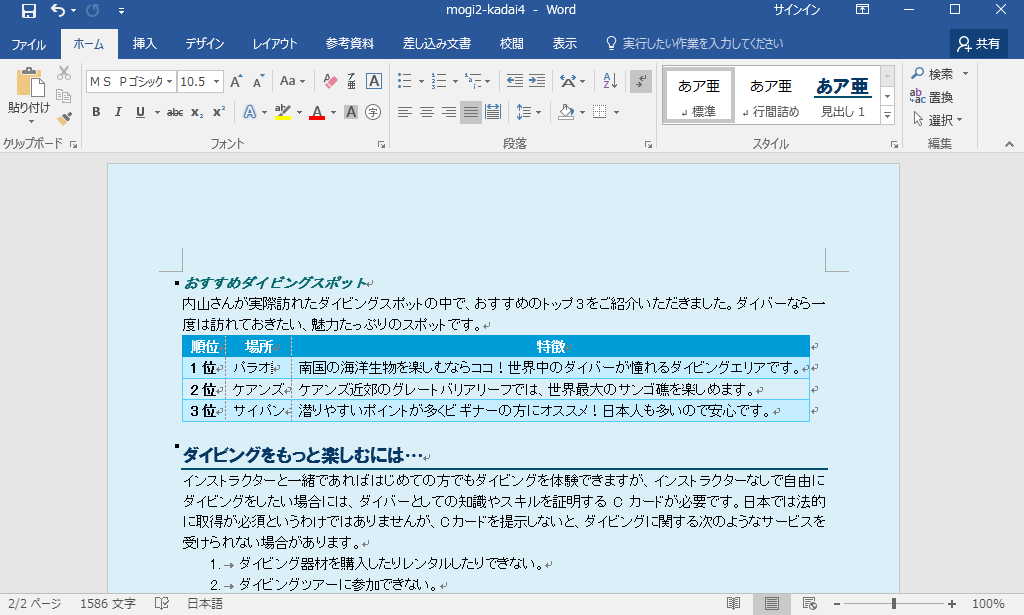 mogi2-kadai4 - Word
サインイン
ファイル ホーム 挿入 デザイン レイアウト 参考資料 差し込み文書 校閲 表示 実行したい作業を入力してください 共有
ＭＳ Ｐゴシック 10.5
貼り付け
クリップボード フォント 段落 スタイル 編集
あア亜 標準
あア亜 行間詰め
あア亜 見出し 1
検索
置換
選択
おすすめダイビングスポット
内山さんが実際訪れたダイビングスポットの中で、おすすめのトップ３をご紹介いただきました。ダイバーなら一
度は訪れておきたい、魅力たっぷりのスポットです。
順位 場所 特徴
1 位 パラオ 南国の海洋生物を楽しむならココ！世界中のダイバーが憧れるダイビングエリアです。
2 位 ケアンズ ケアンズ近郊のグレートバリアリーフでは、世界最大のサンゴ礁を楽しめます。
3 位 サイパン 潜りやすいポイントが多くビギナーの方にオススメ！日本人も多いので安心です。
ダイビングをもっと楽しむには…
インストラクターと一緒であればはじめての方でもダイビングを体験できますが、インストラクターなしで自由に
ダイビングをしたい場合には、ダイバーとしての知識やスキルを証明する C カードが必要です。日本では法的
に取得が必須というわけではありませんが、Cカードを提示しないと、ダイビングに関する次のようなサービスを
受けられない場合があります。
1. ダイビング器材を購入したりレンタルしたりできない。
2. ダイビングツアーに参加できない。
2/2 ページ 1586 文字 日本語 100%